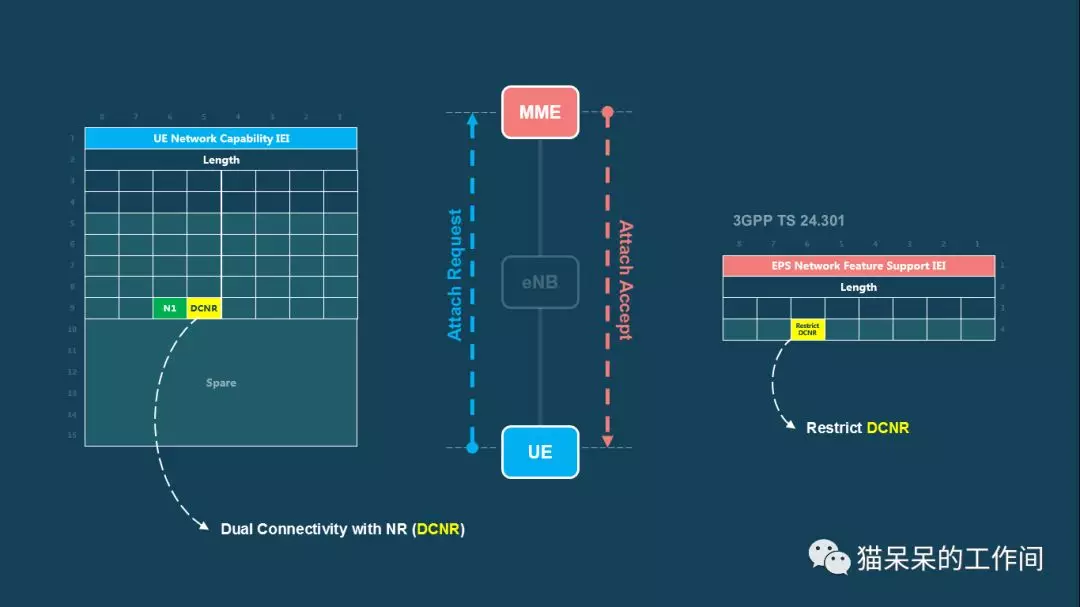 8 7 6 5 4 3 2 1
1 UE Network Capability IEI
2 Length
3
4
5
6
7
8
9 N1 DCNR
10
11
12
13 Spare
14
15
Dual Connectivity with NR (DCNR)
MME
Attach Request
Attach Accept
eNB
UE
3GPP TS 24.301
8 7 6 5 4 3 2 1
EPS Network Feature Support IEI 1
Length 2
3
Restrict
DCNR 4
Restrict DCNR
猫呆呆的工作间